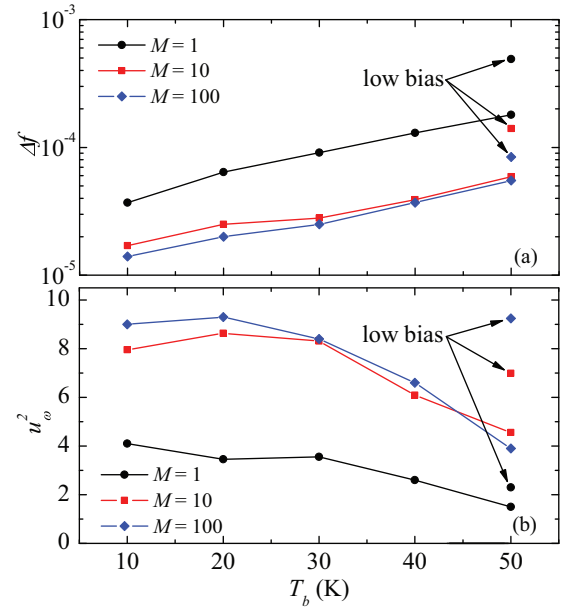 10⁻³
M = 1
M = 10
M = 100
low bias
Δf
10⁻⁴
(a)
10⁻⁵
10
8
low bias
6
u²_ω
4
M = 1
M = 10
2
M = 100
(b)
0
10 20 30 40 50
T_b (K)